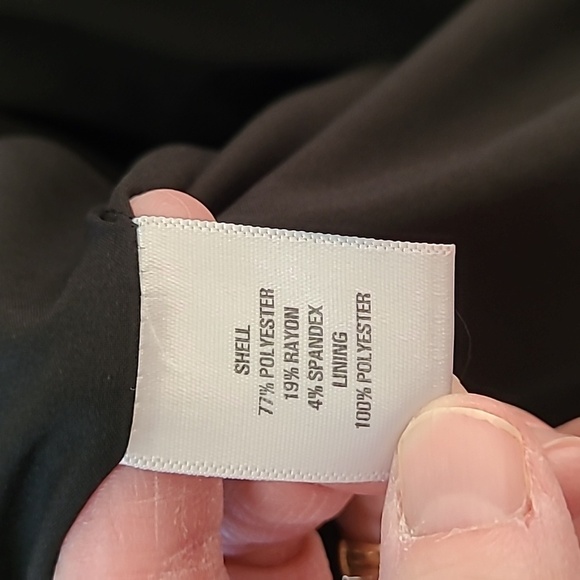 SHELL
77% POLYESTER
19% RAYON
4% SPANDEX
LINING
100% POLYESTER